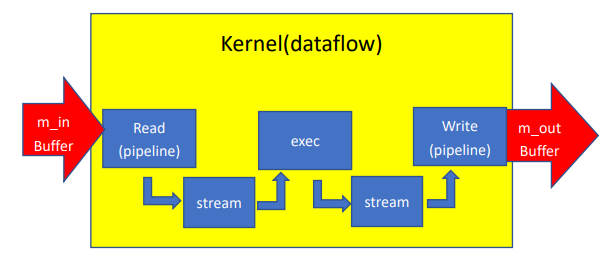 Kernel(dataflow)
m_in
Buffer
Read
(pipeline)
stream
exec
stream
Write
(pipeline)
m_out
Buffer